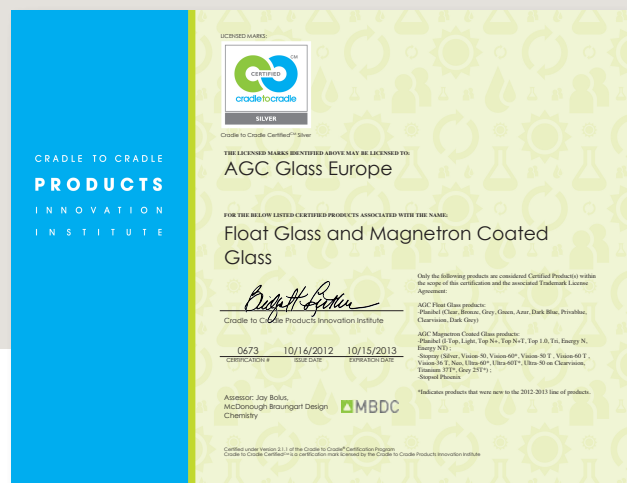 LICENSED MARKS:
CM
CERTIFIED
cradletocradle
SILVER
Cradle to Cradle Certified℠ Silver
CRADLE TO CRADLE
PRODUCTS
INNOVATION
INSTITUTE
THE LICENSED MARKS IDENTIFIED ABOVE MAY BE LICENSED TO:
AGC Glass Europe
FOR THE BELOW LISTED CERTIFIED PRODUCTS ASSOCIATED WITH THE NAME:
Float Glass and Magnetron Coated
Glass
Cradle to Cradle Products Innovation Institute
0673 10/16/2012 10/15/2013
CERTIFICATION # ISSUE DATE EXPIRATION DATE
Assessor: Jay Bolus,
McDonough Braungart Design
Chemistry
MBDC
Only the following products are considered Certified Product(s) within
the scope of this certification and the associated Trademark License
Agreement:
AGC Float Glass products:
-Planibel (Clear, Bronze, Grey, Green, Azur, Dark Blue, Privablue,
Clearvision, Dark Grey)
AGC Magnetron Coated Glass products:
-Planibel (I-Top, Light, Top N+, Top N+T, Top 1.0, Tri, Energy N,
Energy NT) ;
-Stopray (Silver, Vision-50, Vision-60*, Vision-50 T , Vision-60 T ,
Vision-36 T, Neo, Ultra-60*, Ultra-60T*, Ultra-50 on Clearvision,
Titanium 37T*, Grey 25T*) ;
-Stopsol Phoenix
*Indicates products that were new to the 2012-2013 line of products.
Certified under Version 2.1.1 of the Cradle to Cradle® Certification Program
Cradle to Cradle Certified℠ is a certification mark licensed by the Cradle to Cradle Products Innovation Institute